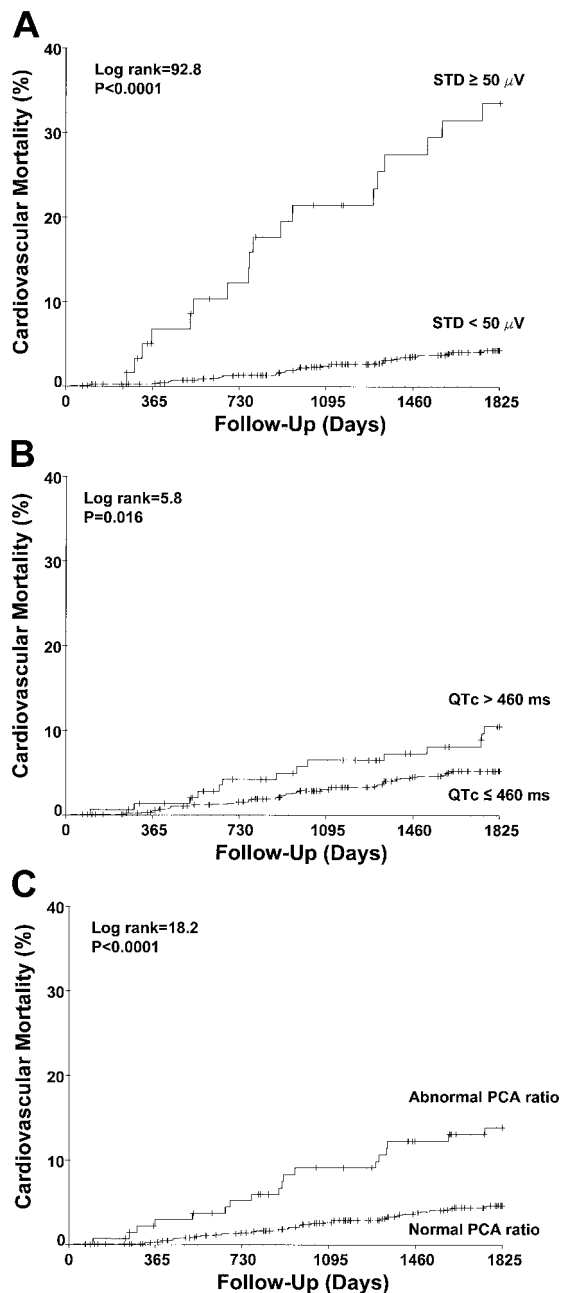 A
Cardiovascular Mortality (%)
40
30
20
10
0
Log rank=92.8
P<0.0001
STD ≥ 50 μV
STD < 50 μV
0 365 730 1095 1460 1825
Follow-Up (Days)
B
Cardiovascular Mortality (%)
40
30
20
10
0
Log rank=5.8
P=0.016
QTc > 460 ms
QTc ≤ 460 ms
0 365 730 1095 1460 1825
Follow-Up (Days)
C
Cardiovascular Mortality (%)
40
30
20
10
0
Log rank=18.2
P<0.0001
Abnormal PCA ratio
Normal PCA ratio
0 365 730 1095 1460 1825
Follow-Up (Days)